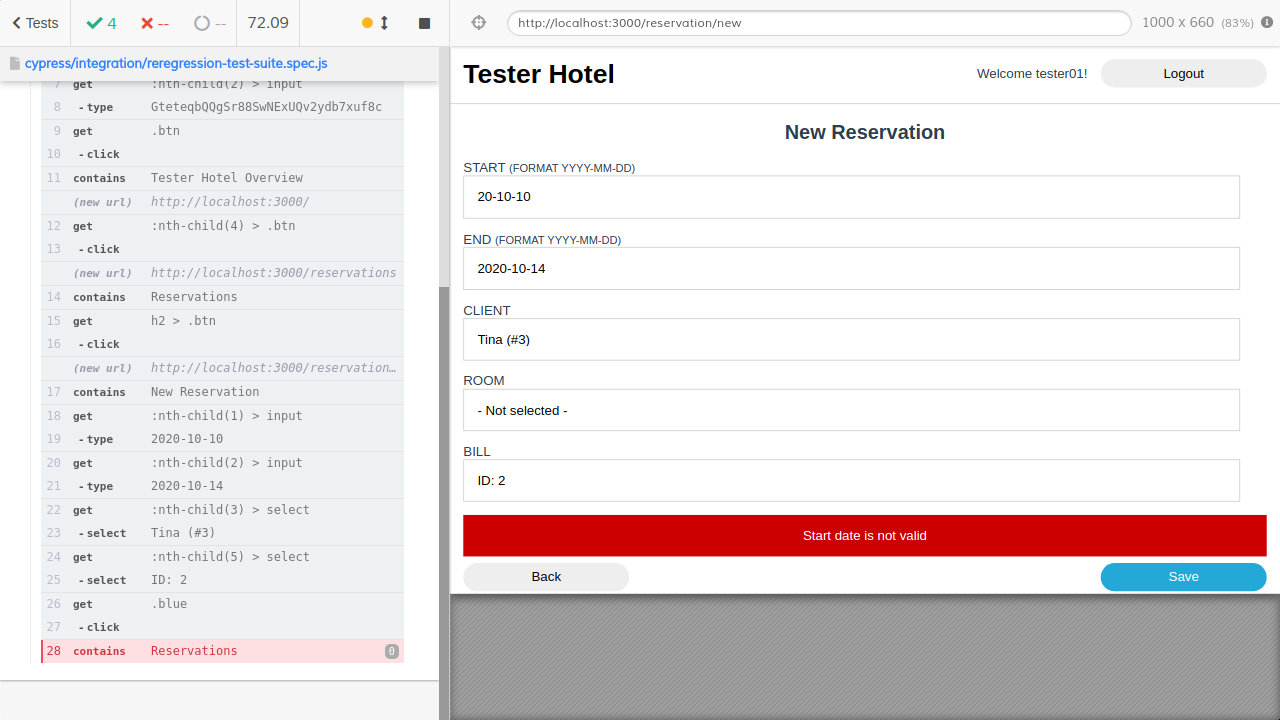 Tests 4 -- -- 72.09
cypress/integration/reregression-test-suite.spec.js
7 get :nth-child(2) > input
8 -type GteteqbQQgSr88SwNExUQv2ydb7xuf8c
9 get .btn
10 -click
11 contains Tester Hotel Overview
(new url) http://localhost:3000/
12 get :nth-child(4) > .btn
13 -click
(new url) http://localhost:3000/reservations
14 contains Reservations
15 get h2 > .btn
16 -click
(new url) http://localhost:3000/reservation…
17 contains New Reservation
18 get :nth-child(1) > input
19 -type 2020-10-10
20 get :nth-child(2) > input
21 -type 2020-10-14
22 get :nth-child(3) > select
23 -select Tina (#3)
24 get :nth-child(5) > select
25 -select ID: 2
26 get .blue
27 -click
28 contains Reservations 0
http://localhost:3000/reservation/new 1000 x 660 (83%)
Tester Hotel Welcome tester01! Logout
New Reservation
START (FORMAT YYYY-MM-DD)
20-10-10
END (FORMAT YYYY-MM-DD)
2020-10-14
CLIENT
Tina (#3)
ROOM
- Not selected -
BILL
ID: 2
Start date is not valid
Back Save